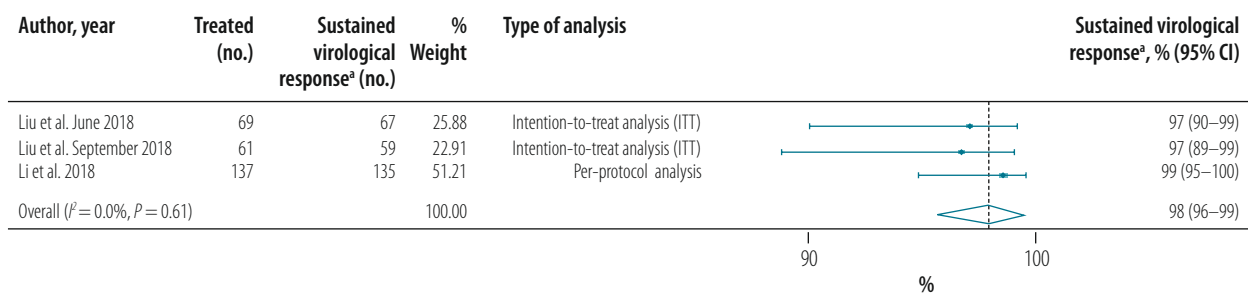 Author, year Treated (no.) Sustained virological responseᵃ (no.) % Weight Type of analysis Sustained virological responseᵃ, % (95% CI)
Liu et al. June 2018 69 67 25.88 Intention-to-treat analysis (ITT) 97 (90–99)
Liu et al. September 2018 61 59 22.91 Intention-to-treat analysis (ITT) 97 (89–99)
Li et al. 2018 137 135 51.21 Per-protocol analysis 99 (95–100)
Overall (I² = 0.0%, P = 0.61) 100.00 98 (96–99)
90 100
%